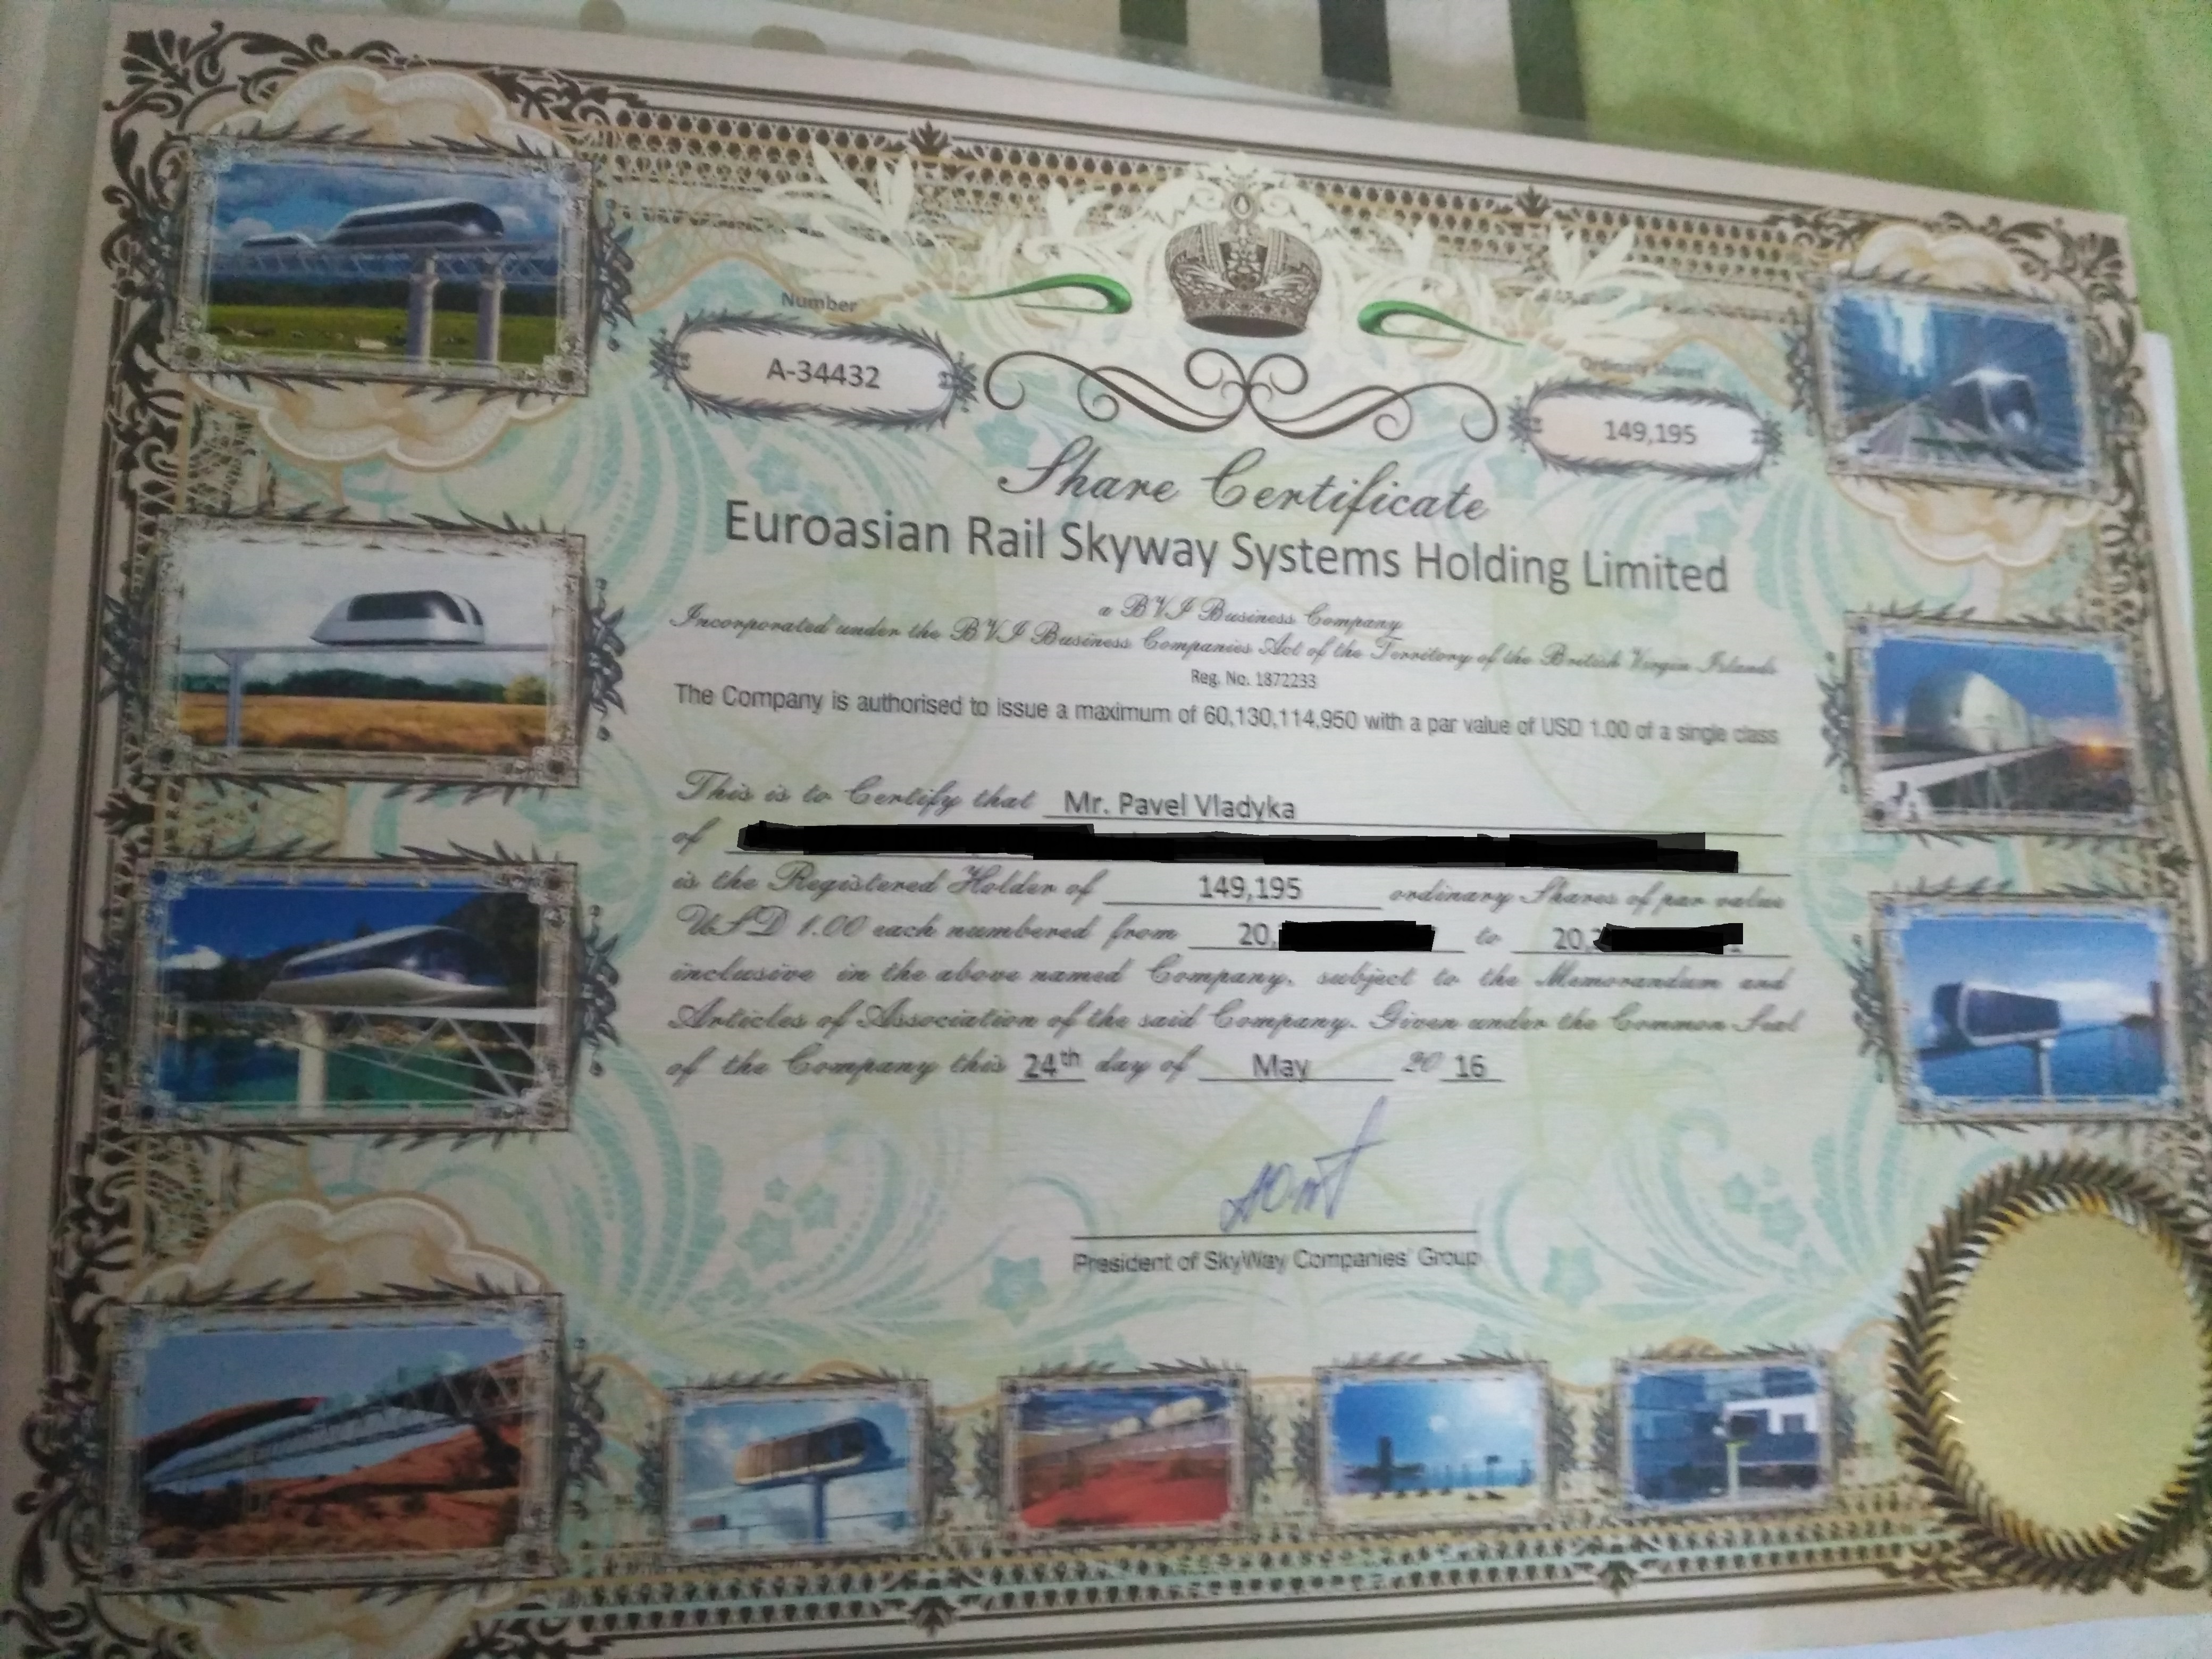 Number
A-34432
Ordinary Shares
149,195
Share Certificate
Euroasian Rail Skyway Systems Holding Limited
a BVI Business Company
Incorporated under the BVI Business Companies Act of the Territory of the British Virgin Islands
Reg. No. 1872233
The Company is authorised to issue a maximum of 60,130,114,950 with a par value of USD 1.00 of a single class
This is to Certify that Mr. Pavel Vladyka
of
is the Registered Holder of 149,195 ordinary Shares of par value
USD 1.00 each numbered from 20, to 20,
inclusive in the above named Company, subject to the Memorandum and
Articles of Association of the said Company. Given under the Common Seal
of the Company this 24th day of May 20 16
President of SkyWay Companies' Group